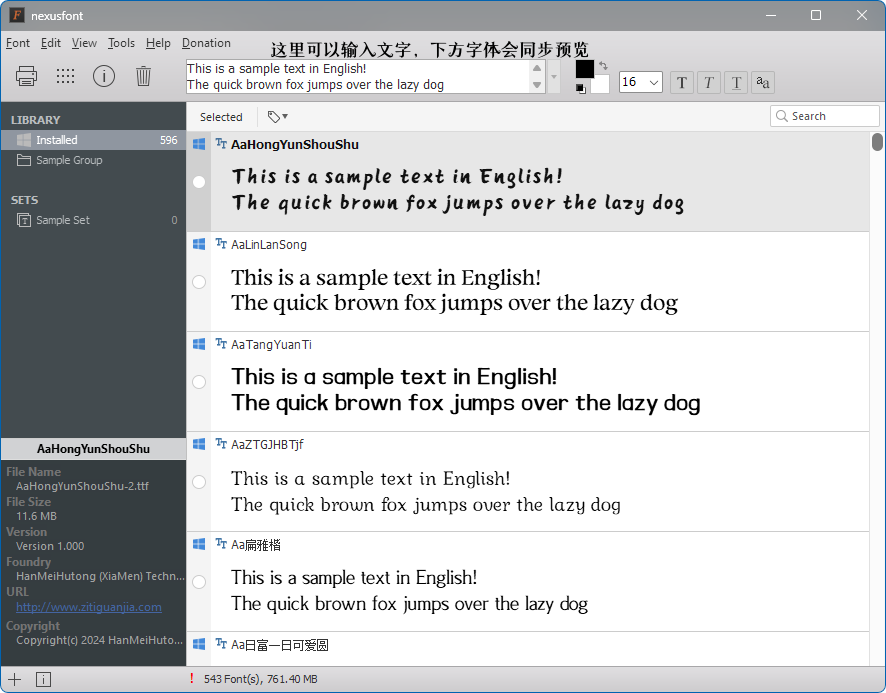 nexusfont
Font Edit View Tools Help Donation
这里可以输入文字，下方字体会同步预览
This is a sample text in English!
The quick brown fox jumps over the lazy dog
16
T T T aa
LIBRARY
Installed 596
Sample Group
SETS
Sample Set 0
Selected
Search
AaHongYunShouShu
This is a sample text in English!
The quick brown fox jumps over the lazy dog
AaLinLanSong
This is a sample text in English!
The quick brown fox jumps over the lazy dog
AaTangYuanTi
This is a sample text in English!
The quick brown fox jumps over the lazy dog
AaZTGJHBTjf
This is a sample text in English!
The quick brown fox jumps over the lazy dog
Aa扁雅楷
This is a sample text in English!
The quick brown fox jumps over the lazy dog
Aa日富一日可爱圆
AaHongYunShouShu
File Name
AaHongYunShouShu-2.ttf
File Size
11.6 MB
Version
Version 1.000
Foundry
HanMeiHutong (XiaMen) Techn...
URL
http://www.zitiguanjia.com
Copyright
Copyright(c) 2024 HanMeiHuto...
! 543 Font(s), 761.40 MB